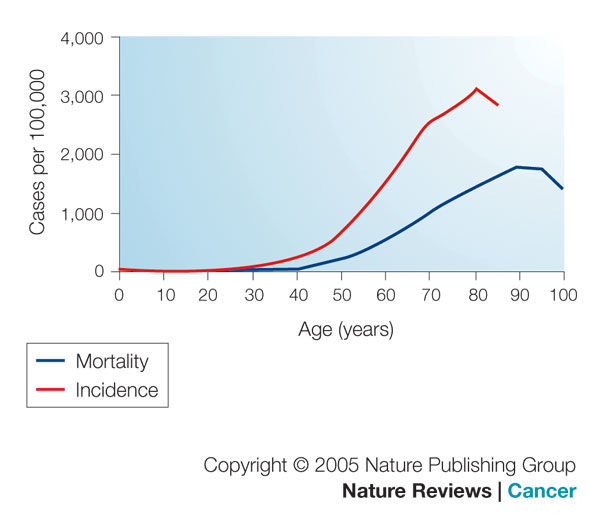 4,000
3,000
2,000
1,000
0
Cases per 100,000
0 10 20 30 40 50 60 70 80 90 100
Age (years)
Mortality
Incidence
Copyright © 2005 Nature Publishing Group
Nature Reviews | Cancer